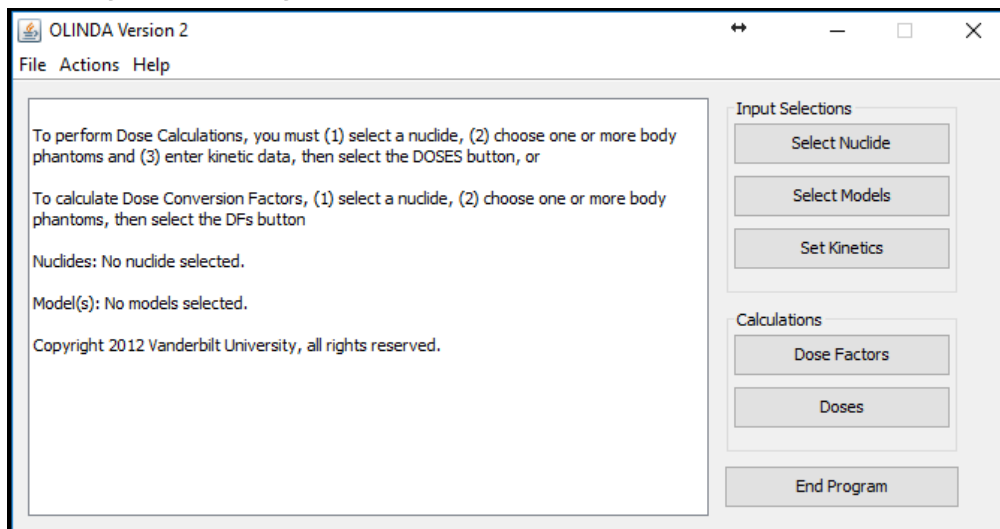 OLINDA Version 2
File Actions Help
To perform Dose Calculations, you must (1) select a nuclide, (2) choose one or more body
phantoms and (3) enter kinetic data, then select the DOSES button, or
To calculate Dose Conversion Factors, (1) select a nuclide, (2) choose one or more body
phantoms, then select the DFs button
Nuclides: No nuclide selected.
Model(s): No models selected.
Copyright 2012 Vanderbilt University, all rights reserved.
Input Selections
Select Nuclide
Select Models
Set Kinetics
Calculations
Dose Factors
Doses
End Program